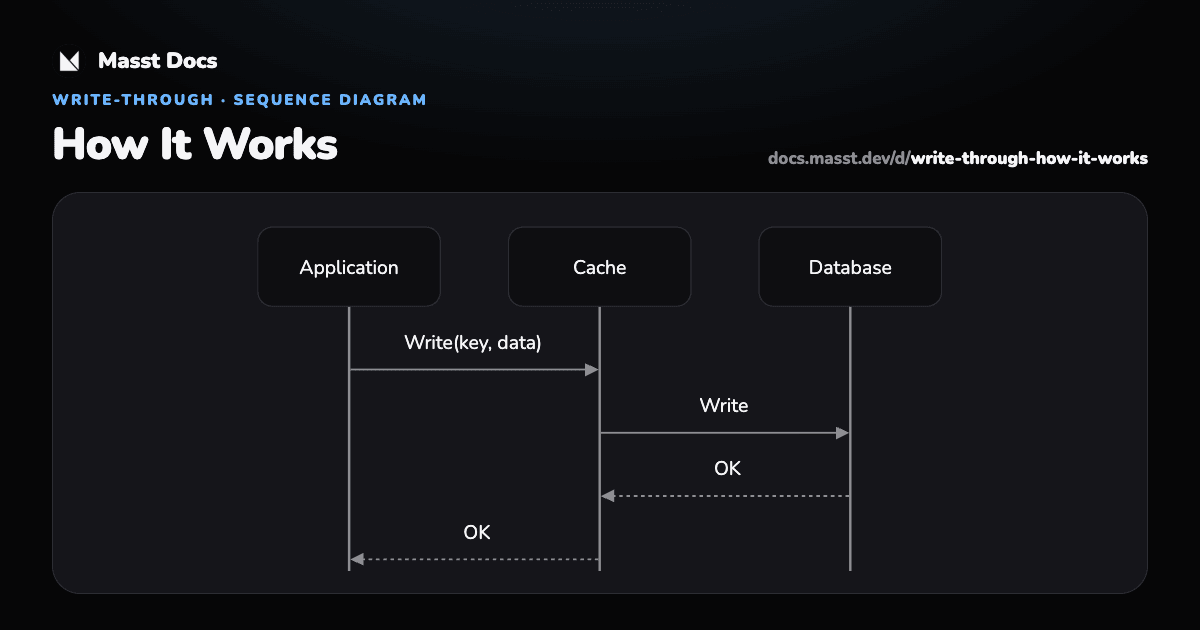 Masst Docs
WRITE-THROUGH · SEQUENCE DIAGRAM
How It Works
docs.masst.dev/d/write-through-how-it-works
Application
Cache
Database
Write(key, data)
Write
OK
OK